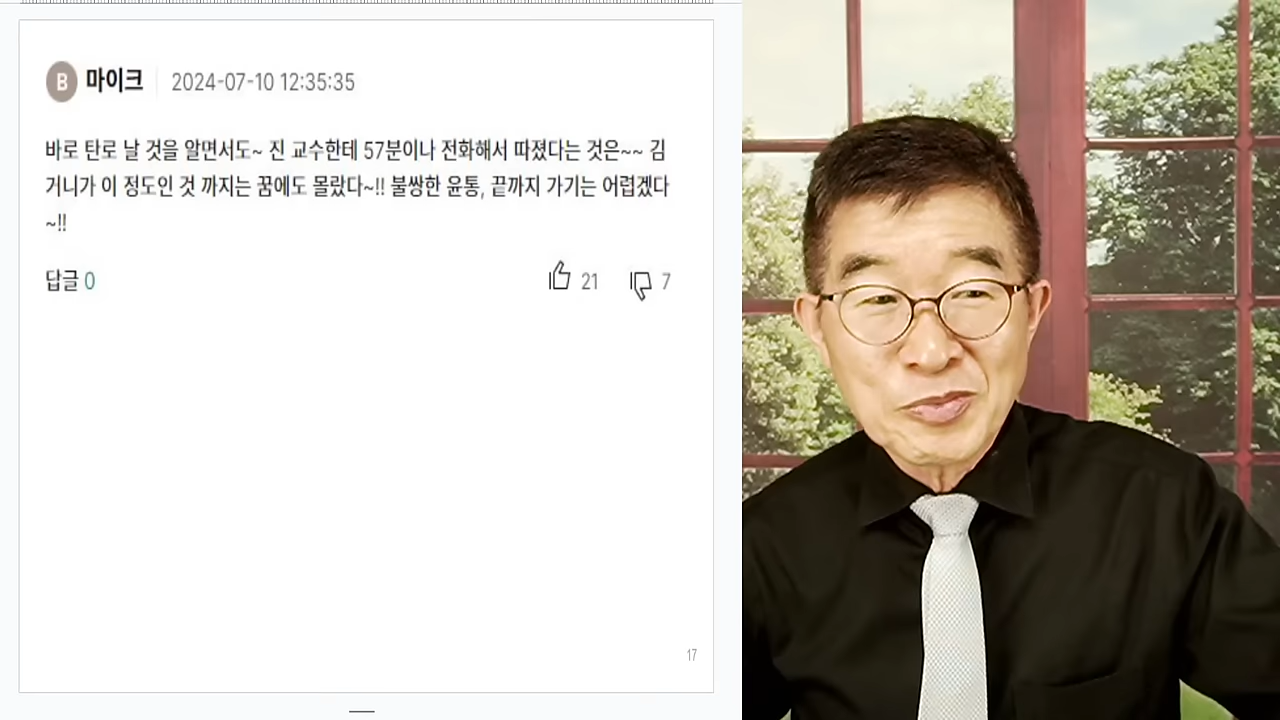 B 마이크 2024-07-10 12:35:35
바로 탄로 날 것을 알면서도~ 진 교수한테 57분이나 전화해서 따졌다는 것은~~ 김
거니가 이 정도인 것 까지는 꿈에도 몰랐다~!! 불쌍한 윤통, 끝까지 가기는 어렵겠다
~!!
답글 0 21 7
17